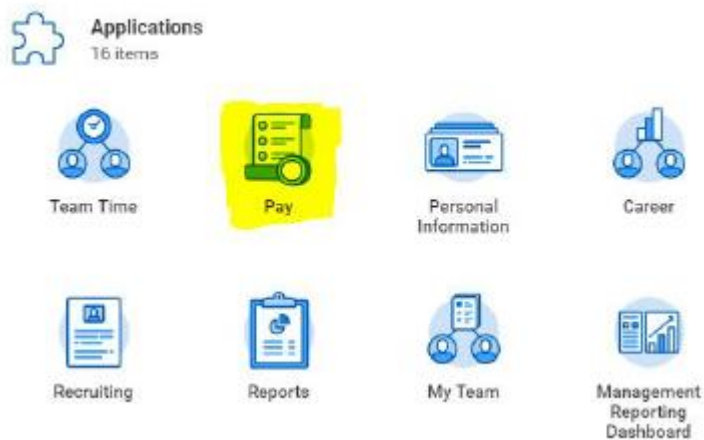 Applications
16 items
Team Time
Pay
Personal
Information
Career
Recruiting
Reports
My Team
Management
Reporting
Dashboard